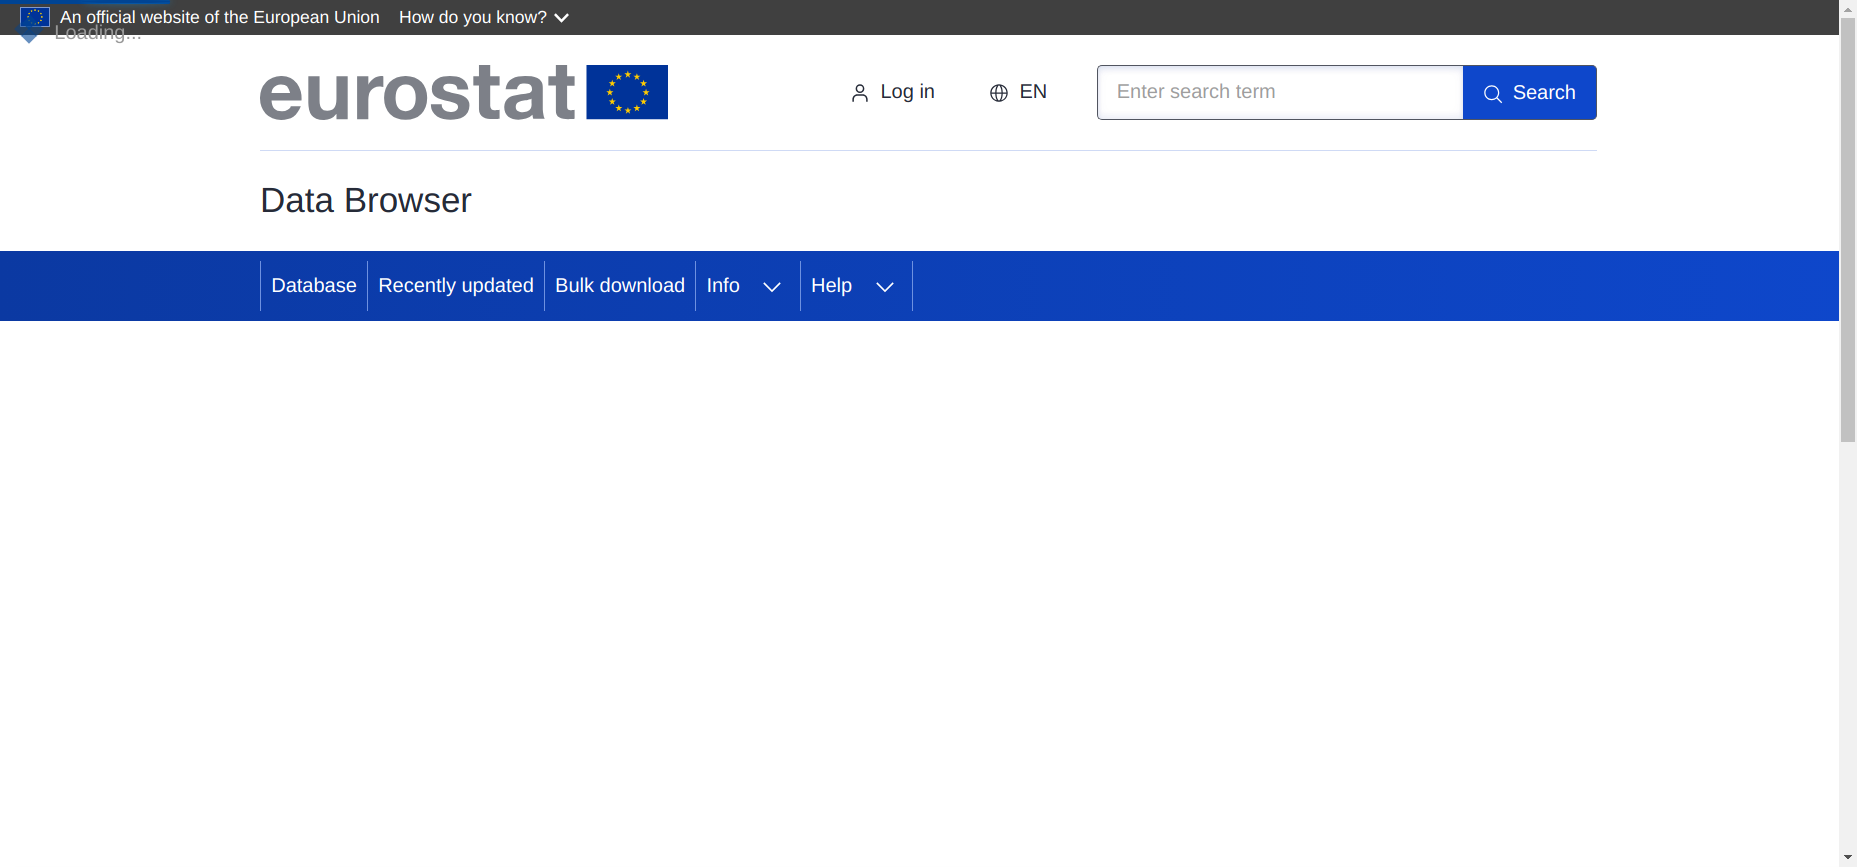 An official website of the European Union How do you know?
Loading...
eurostat
Log in
EN
Enter search term
Search
Data Browser
Database
Recently updated
Bulk download
Info
Help